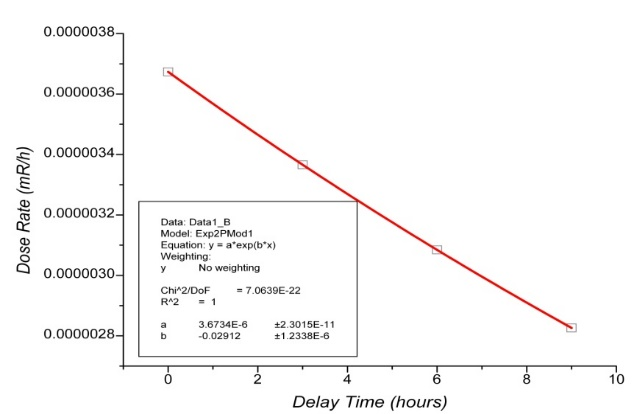 0.0000038
0.0000036
0.0000034
0.0000032
0.0000030
0.0000028
Dose Rate (mR/h)
Data: Data1_B
Model: Exp2PMod1
Equation: y = a*exp(b*x)
Weighting:
y No weighting
Chi^2/DoF = 7.0639E-22
R^2 = 1
a 3.6734E-6 ±2.3015E-11
b -0.02912 ±1.2338E-6
0 2 4 6 8 10
Delay Time (hours)